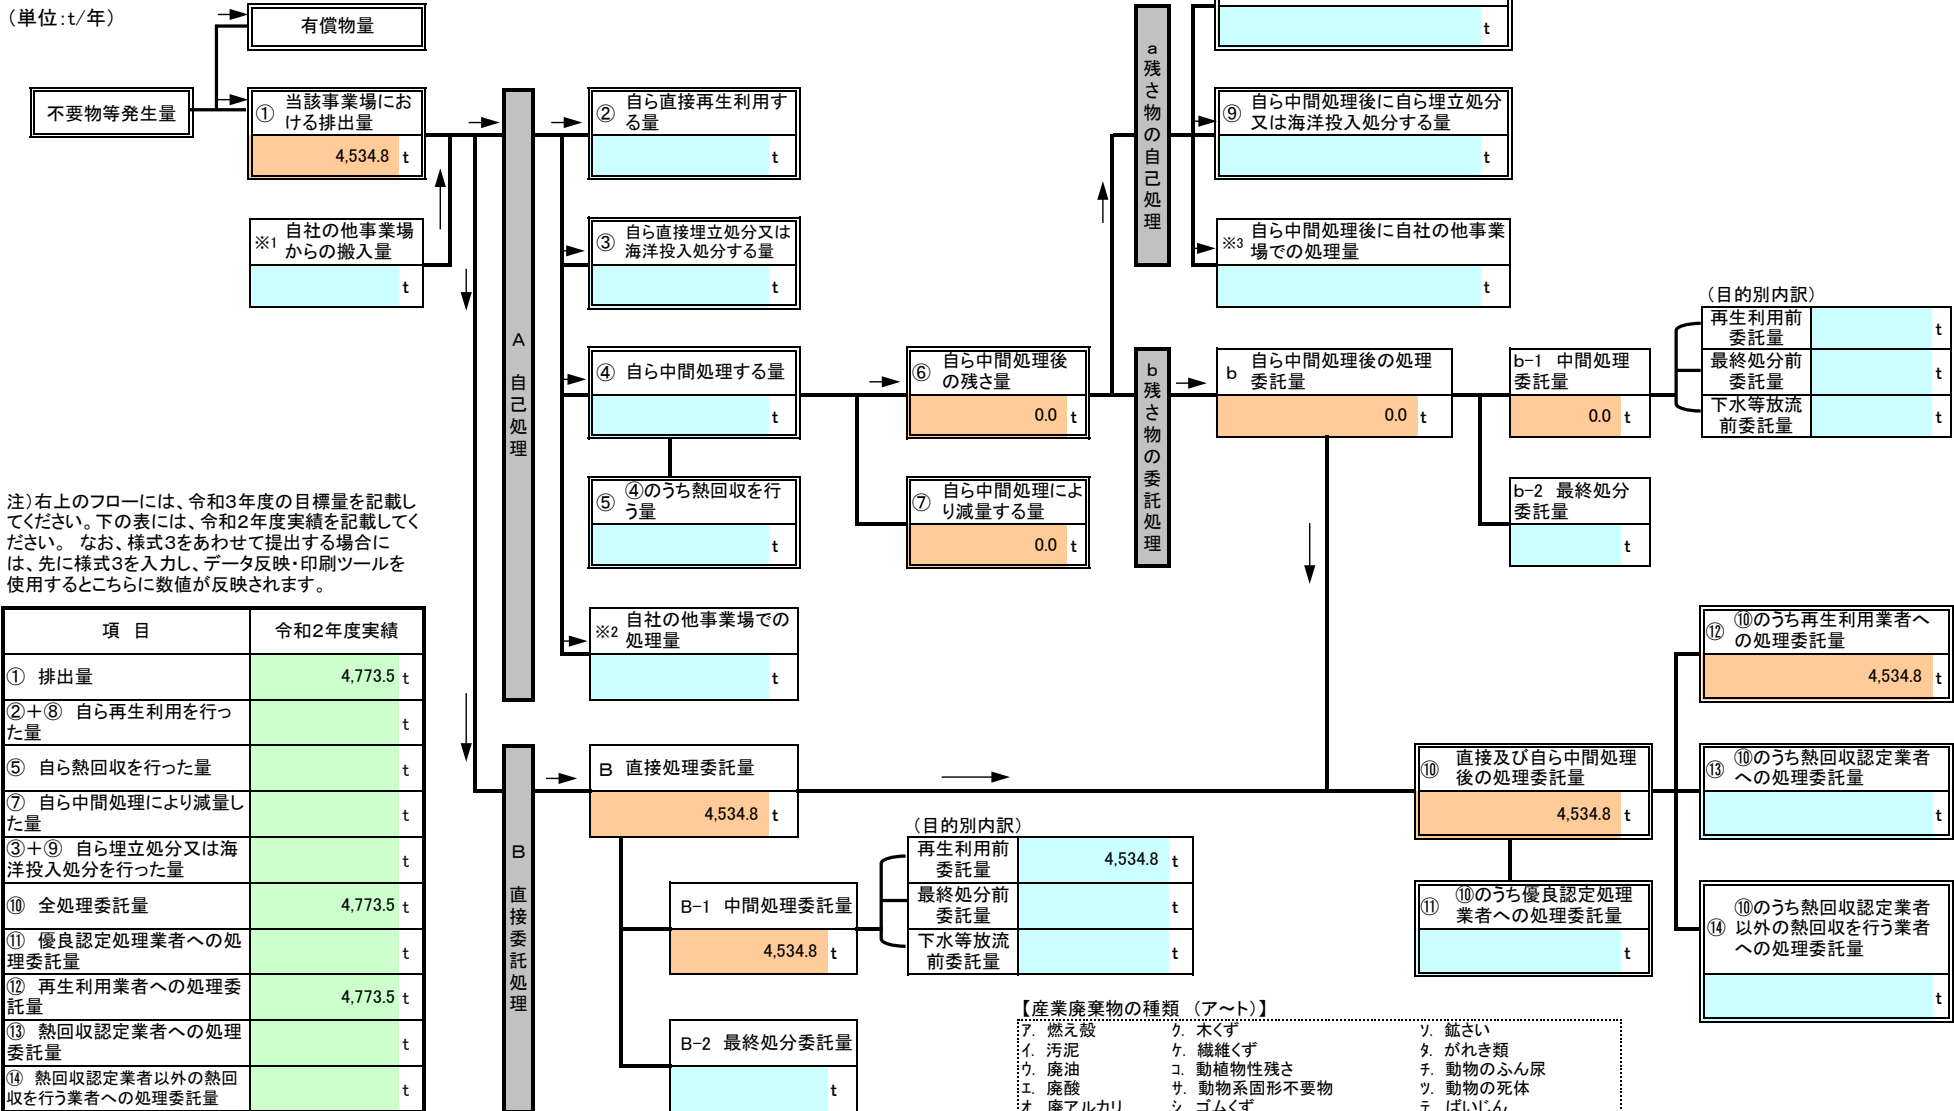 (単位:t/年)
有償物量
不要物等発生量
① 当該事業場にお
ける排出量
4,534.8 t
※1 自社の他事業場
からの搬入量
t
A 自己処理
② 自ら直接再生利用す
る量
t
③ 自ら直接埋立処分又は
海洋投入処分する量
t
④ 自ら中間処理する量
t
⑤ ④のうち熱回収を行
う量
t
※2 自社の他事業場での
処理量
t
⑥ 自ら中間処理後
の残さ量
0.0 t
⑦ 自ら中間処理によ
り減量する量
0.0 t
a 残さ物の自己処理
t
⑨ 自ら中間処理後に自ら埋立処分
又は海洋投入処分する量
t
※3 自ら中間処理後に自社の他事業
場での処理量
t
b 残さ物の委託処理
b 自ら中間処理後の処理
委託量
0.0 t
b-1 中間処理
委託量
0.0 t
b-2 最終処分
委託量
t
(目的別内訳)
再生利用前
委託量
t
最終処分前
委託量
t
下水等放流
前委託量
t
注)右上のフローには、令和3年度の目標量を記載し
てください。下の表には、令和2年度実績を記載してく
ださい。 なお、様式3をあわせて提出する場合に
は、先に様式3を入力し、データ反映・印刷ツールを
使用するとこちらに数値が反映されます。
項 目 令和2年度実績
① 排出量 4,773.5 t
②+⑧ 自ら再生利用を行っ
た量
t
⑤ 自ら熱回収を行った量 t
⑦ 自ら中間処理により減量し
た量
t
③+⑨ 自ら埋立処分又は海
洋投入処分を行った量
t
⑩ 全処理委託量 4,773.5 t
⑪ 優良認定処理業者への処
理委託量
t
⑫ 再生利用業者への処理委
託量
4,773.5 t
⑬ 熱回収認定業者への処理
委託量
t
⑭ 熱回収認定業者以外の熱回
収を行う業者への処理委託量
t
B 直接委託処理
B 直接処理委託量
4,534.8 t
B-1 中間処理委託量
4,534.8 t
B-2 最終処分委託量
t
(目的別内訳)
再生利用前
委託量
4,534.8 t
最終処分前
委託量
t
下水等放流
前委託量
t
⑩ 直接及び自ら中間処理
後の処理委託量
4,534.8 t
⑪ ⑩のうち優良認定処理
業者への処理委託量
t
⑫ ⑩のうち再生利用業者へ
の処理委託量
4,534.8 t
⑬ ⑩のうち熱回収認定業者
への処理委託量
t
⑭ ⑩のうち熱回収認定業者
以外の熱回収を行う業者
への処理委託量
t
【産業廃棄物の種類 (ア~ト)】
ア. 燃え殻 ク. 木くず ソ. 鉱さい
イ. 汚泥 ケ. 繊維くず タ. がれき類
ウ. 廃油 コ. 動植物性残さ チ. 動物のふん尿
エ. 廃酸 サ. 動物系固形不要物 ツ. 動物の死体
オ. 廃アルカリ シ. ゴムくず テ. ばいじん